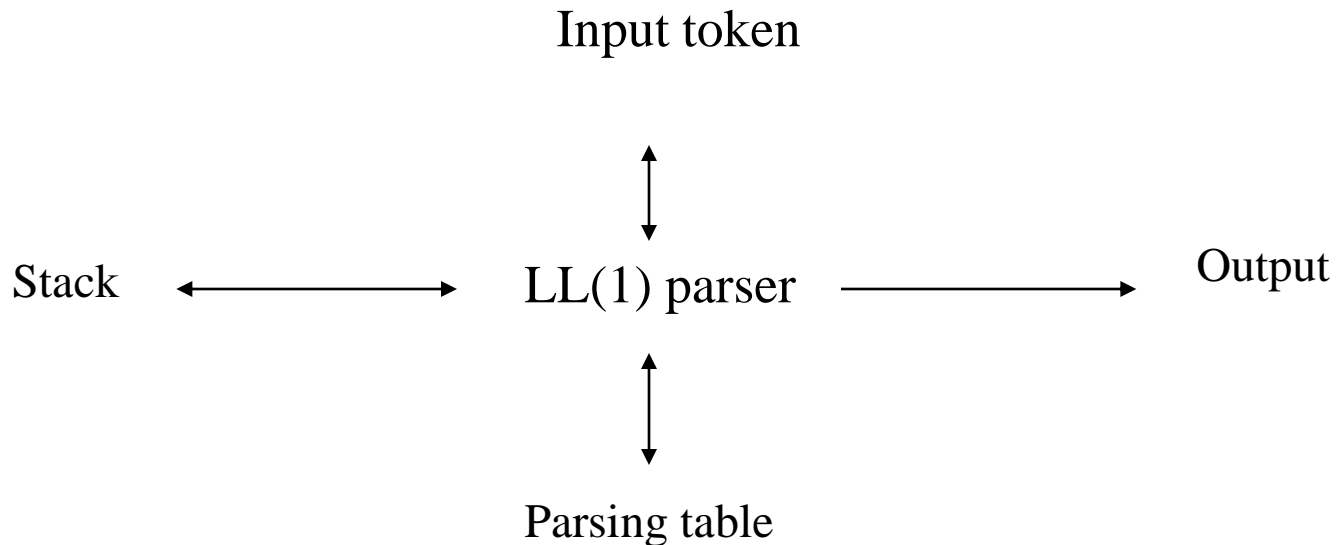 Input token
Stack
LL(1) parser
Output
Parsing table